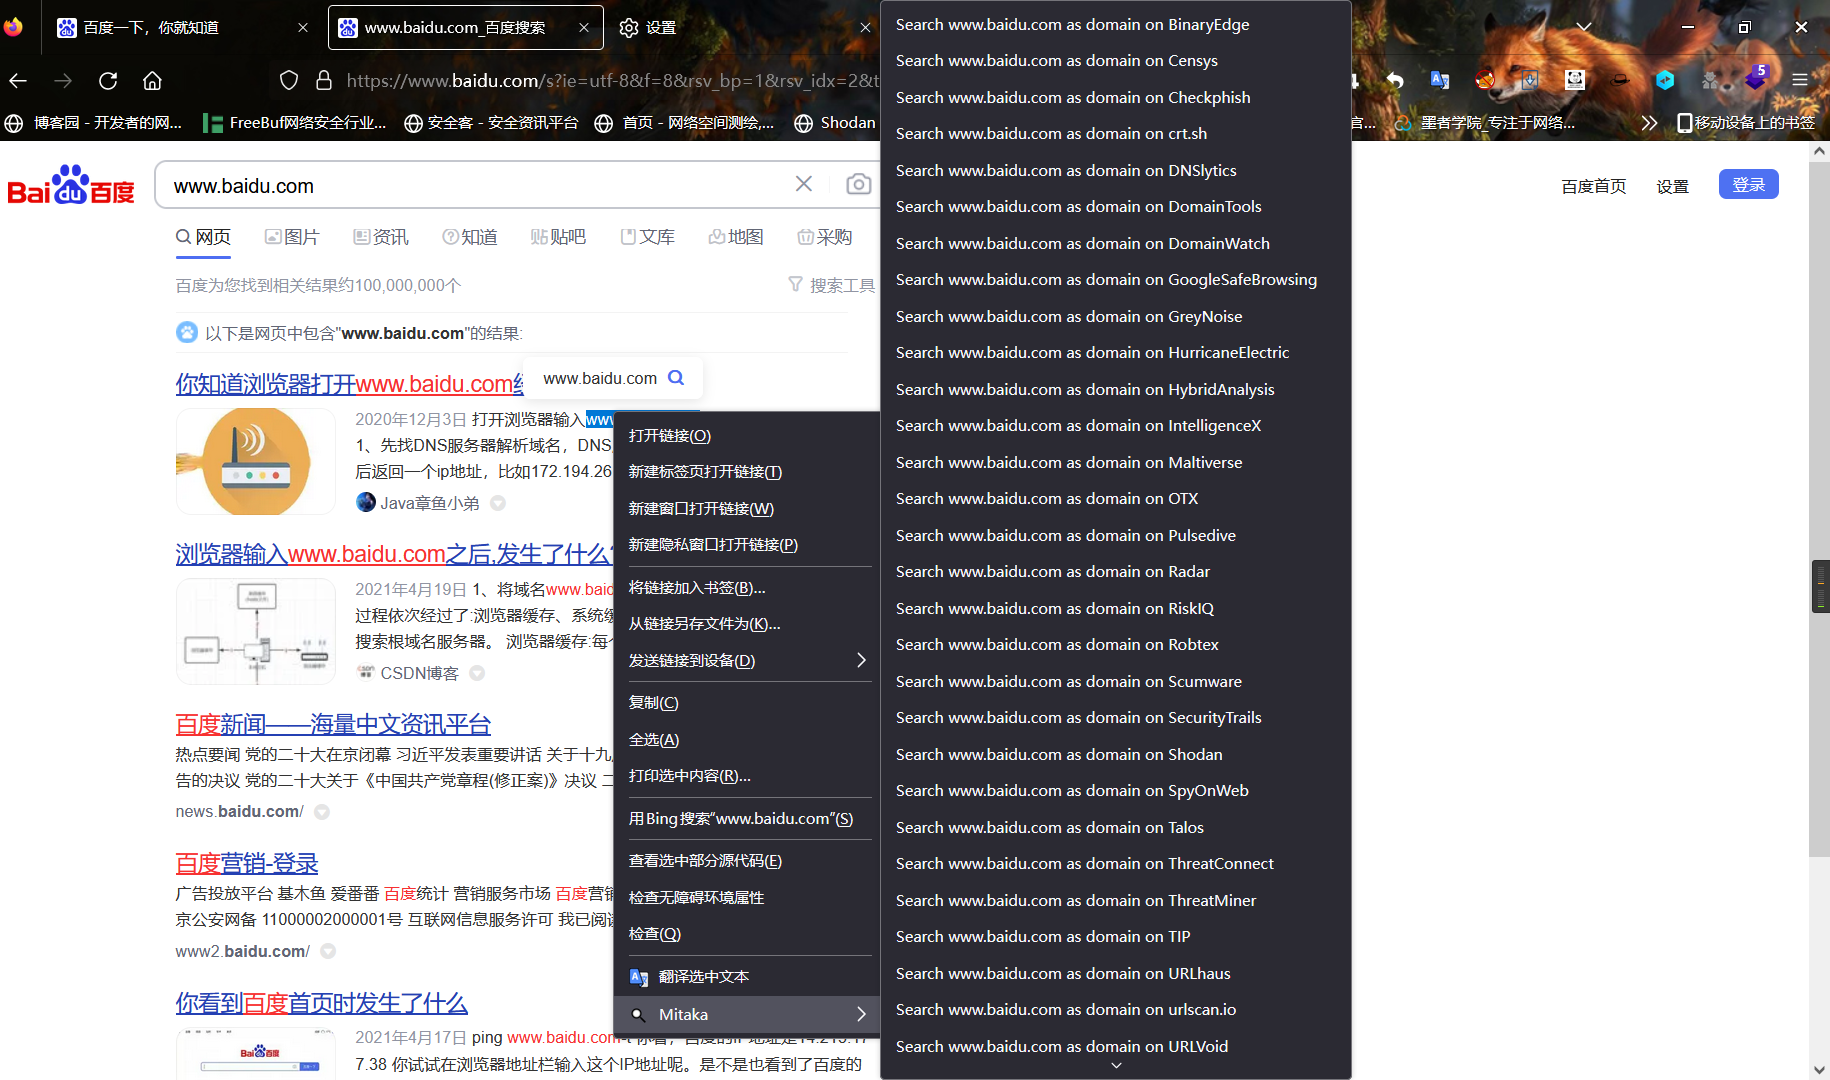 百度一下，你就知道
www.baidu.com_百度搜索
设置
https://www.baidu.com/s?ie=utf-8&f=8&rsv_bp=1&rsv_idx=2&t
博客园 - 开发者的网...
FreeBuf网络安全行业...
安全客 - 安全资讯平台
首页 - 网络空间测绘,...
Shodan
官...
墨者学院_专注于网络...
移动设备上的书签
5
Bai du 百度
www.baidu.com
百度首页
设置
登录
网页
图片
资讯
知道
贴吧
文库
地图
采购
百度为您找到相关结果约100,000,000个
搜索工具
以下是网页中包含"www.baidu.com"的结果:
你知道浏览器打开www.baidu.com经
www.baidu.com
2020年12月3日 打开浏览器输入www
1、先找DNS服务器解析域名，DNS
后返回一个ip地址，比如172.194.26
Java章鱼小弟
浏览器输入www.baidu.com之后,发生了什么?
2021年4月19日 1、将域名www.baid
过程依次经过了:浏览器缓存、系统缓
搜索根域名服务器。 浏览器缓存:每个
CSDN博客
百度新闻——海量中文资讯平台
热点要闻 党的二十大在京闭幕 习近平发表重要讲话 关于十九
告的决议 党的二十大关于《中国共产党章程(修正案)》决议 二
news.baidu.com/
百度营销-登录
广告投放平台 基木鱼 爱番番 百度统计 营销服务市场 百度营销
京公安网备 11000002000001号 互联网信息服务许可 我已阅读
www2.baidu.com/
你看到百度首页时发生了什么
2021年4月17日 ping www.baidu.com -t 你看，百度的IP地址是14.215.17
7.38 你试试在浏览器地址栏输入这个IP地址呢。是不是也看到了百度的
Bai du 百度
打开链接(O)
新建标签页打开链接(T)
新建窗口打开链接(W)
新建隐私窗口打开链接(P)
将链接加入书签(B)...
从链接另存文件为(K)...
发送链接到设备(D)
复制(C)
全选(A)
打印选中内容(R)...
用 Bing 搜索“www.baidu.com”(S)
查看选中部分源代码(E)
检查无障碍环境属性
检查(Q)
翻译选中文本
Mitaka
Search www.baidu.com as domain on BinaryEdge
Search www.baidu.com as domain on Censys
Search www.baidu.com as domain on Checkphish
Search www.baidu.com as domain on crt.sh
Search www.baidu.com as domain on DNSlytics
Search www.baidu.com as domain on DomainTools
Search www.baidu.com as domain on DomainWatch
Search www.baidu.com as domain on GoogleSafeBrowsing
Search www.baidu.com as domain on GreyNoise
Search www.baidu.com as domain on HurricaneElectric
Search www.baidu.com as domain on HybridAnalysis
Search www.baidu.com as domain on IntelligenceX
Search www.baidu.com as domain on Maltiverse
Search www.baidu.com as domain on OTX
Search www.baidu.com as domain on Pulsedive
Search www.baidu.com as domain on Radar
Search www.baidu.com as domain on RiskIQ
Search www.baidu.com as domain on Robtex
Search www.baidu.com as domain on Scumware
Search www.baidu.com as domain on SecurityTrails
Search www.baidu.com as domain on Shodan
Search www.baidu.com as domain on SpyOnWeb
Search www.baidu.com as domain on Talos
Search www.baidu.com as domain on ThreatConnect
Search www.baidu.com as domain on ThreatMiner
Search www.baidu.com as domain on TIP
Search www.baidu.com as domain on URLhaus
Search www.baidu.com as domain on urlscan.io
Search www.baidu.com as domain on URLVoid